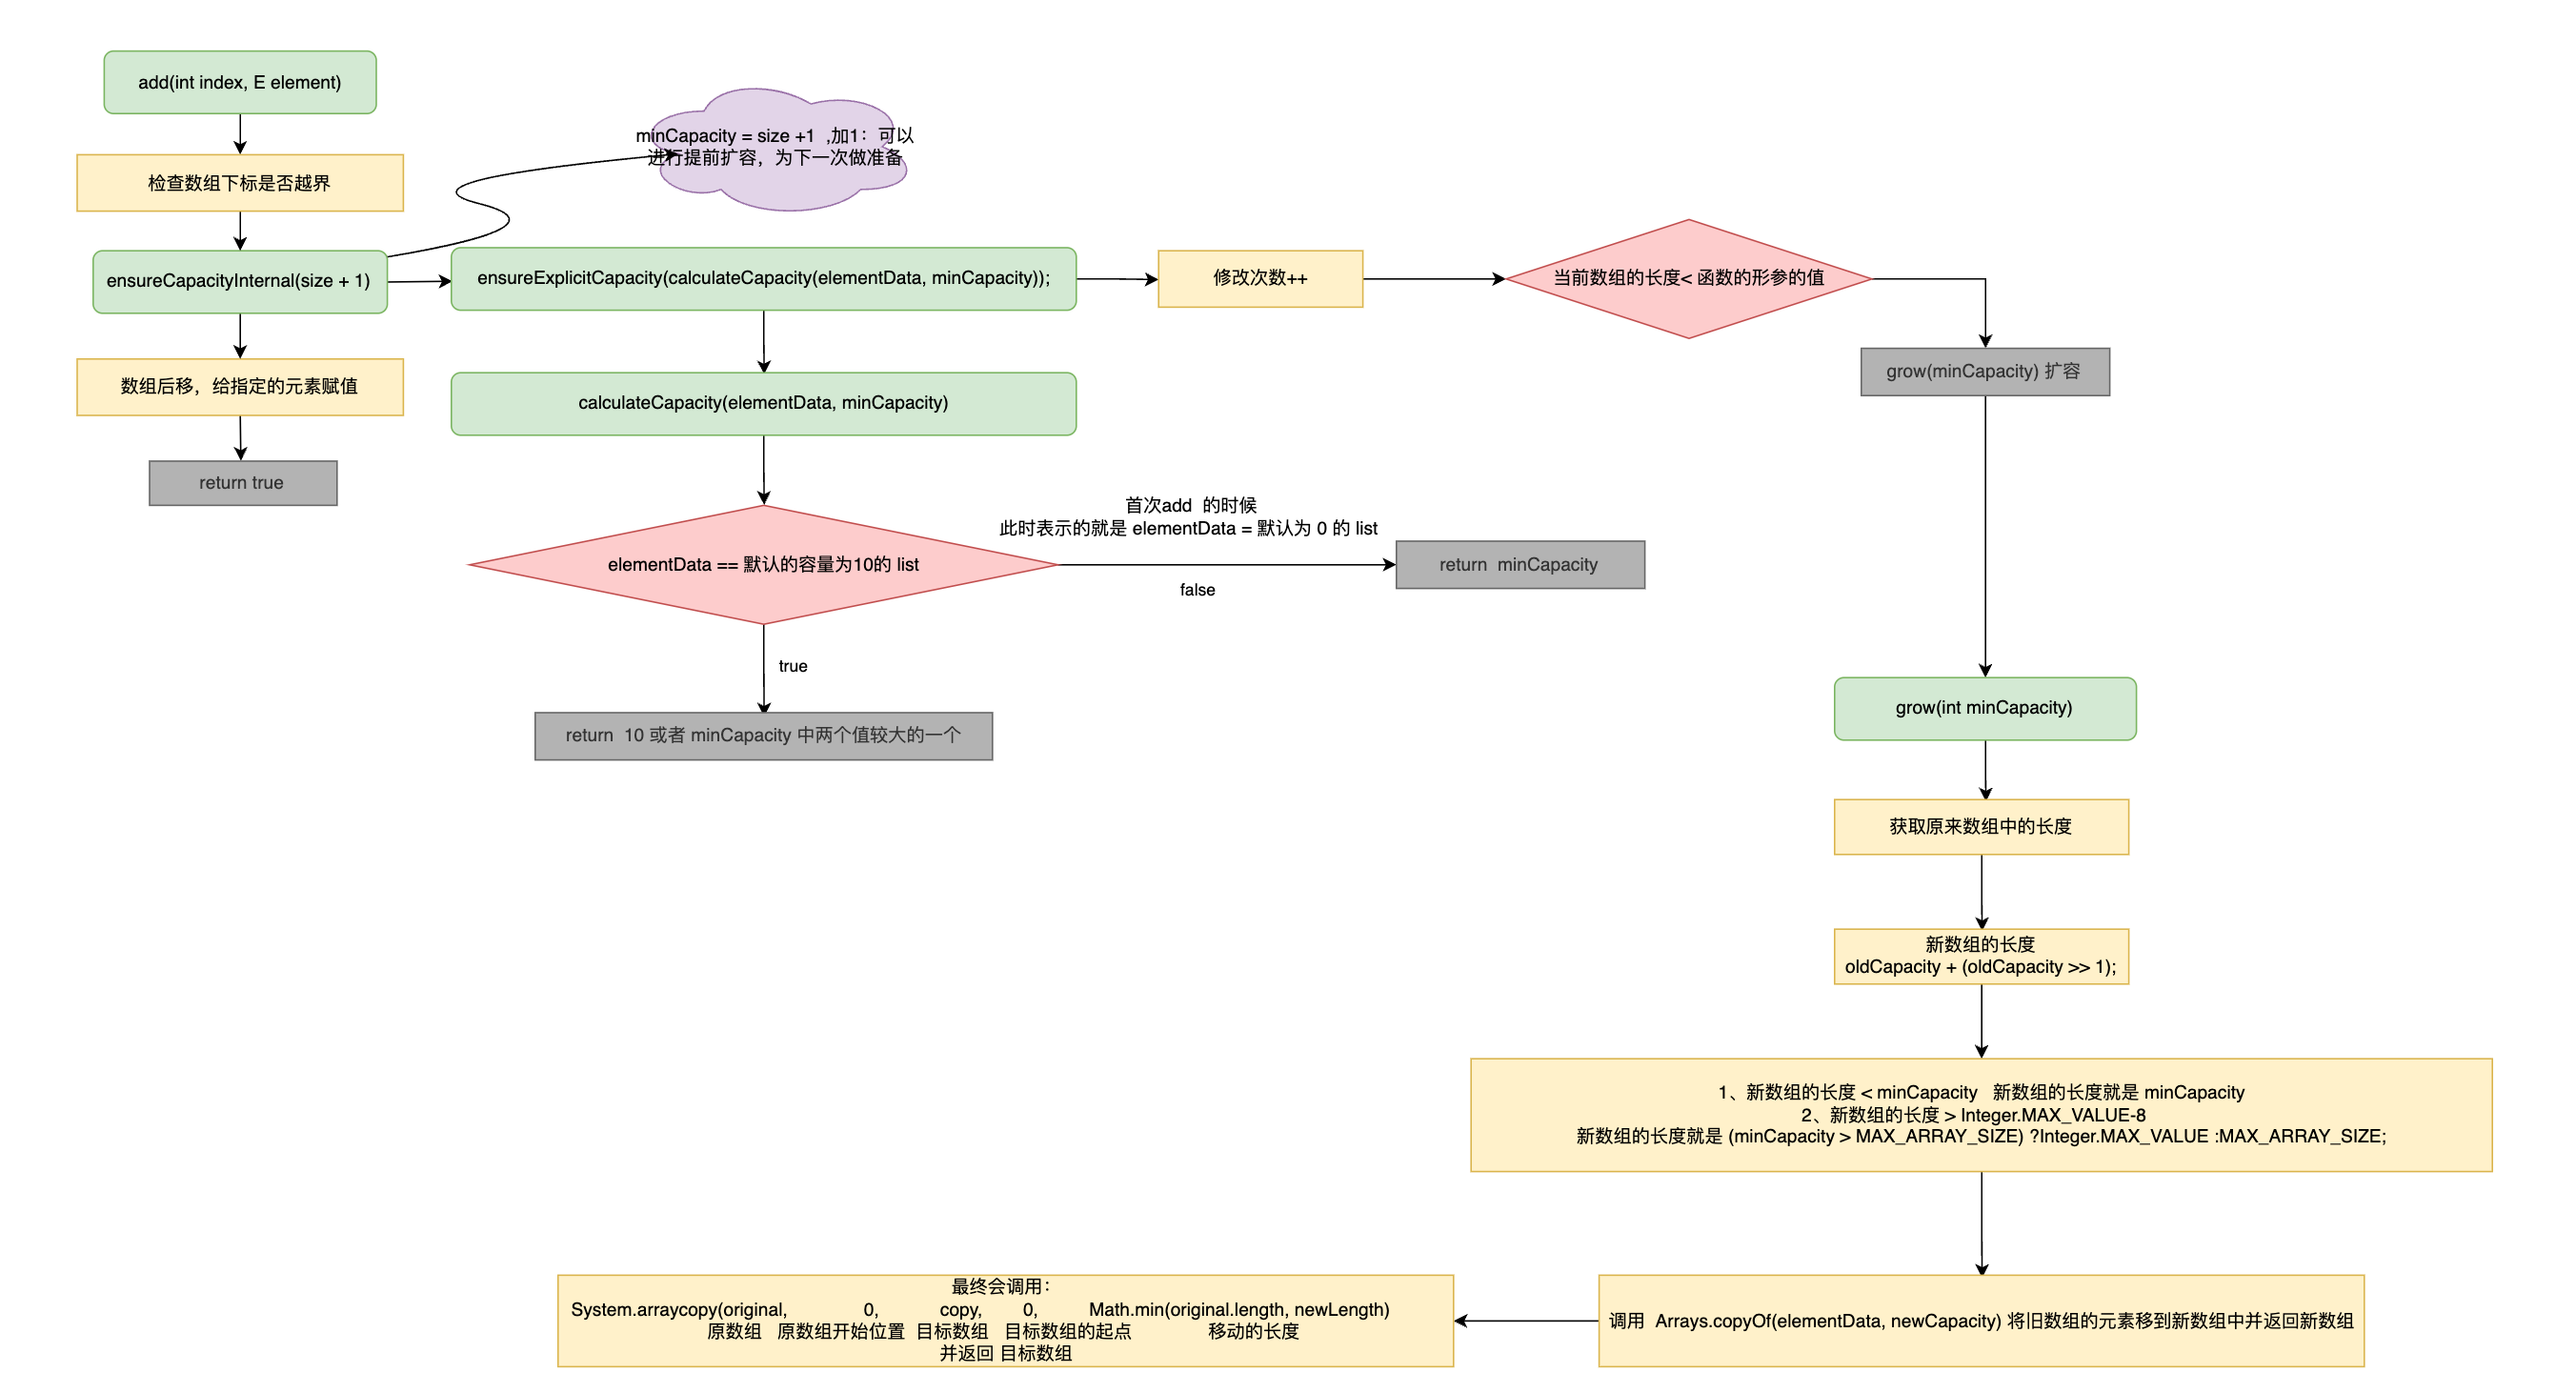 add(int index, E element)
检查数组下标是否越界
ensureCapacityInternal(size + 1)
数组后移，给指定的元素赋值
return true
minCapacity = size +1 ,加1：可以
进行提前扩容，为下一次做准备
ensureExplicitCapacity(calculateCapacity(elementData, minCapacity));
calculateCapacity(elementData, minCapacity)
elementData == 默认的容量为10的 list
首次add 的时候
此时表示的就是 elementData = 默认为 0 的 list
false
return minCapacity
true
return 10 或者 minCapacity 中两个值较大的一个
修改次数++
当前数组的长度< 函数的形参的值
grow(minCapacity) 扩容
grow(int minCapacity)
获取原来数组中的长度
新数组的长度
oldCapacity + (oldCapacity >> 1);
1、新数组的长度 < minCapacity 新数组的长度就是 minCapacity
2、新数组的长度 > Integer.MAX_VALUE-8
新数组的长度就是 (minCapacity > MAX_ARRAY_SIZE) ?Integer.MAX_VALUE :MAX_ARRAY_SIZE;
调用 Arrays.copyOf(elementData, newCapacity) 将旧数组的元素移到新数组中并返回新数组
最终会调用：
System.arraycopy(original, 0, copy, 0, Math.min(original.length, newLength)
原数组 原数组开始位置 目标数组 目标数组的起点 移动的长度
并返回 目标数组